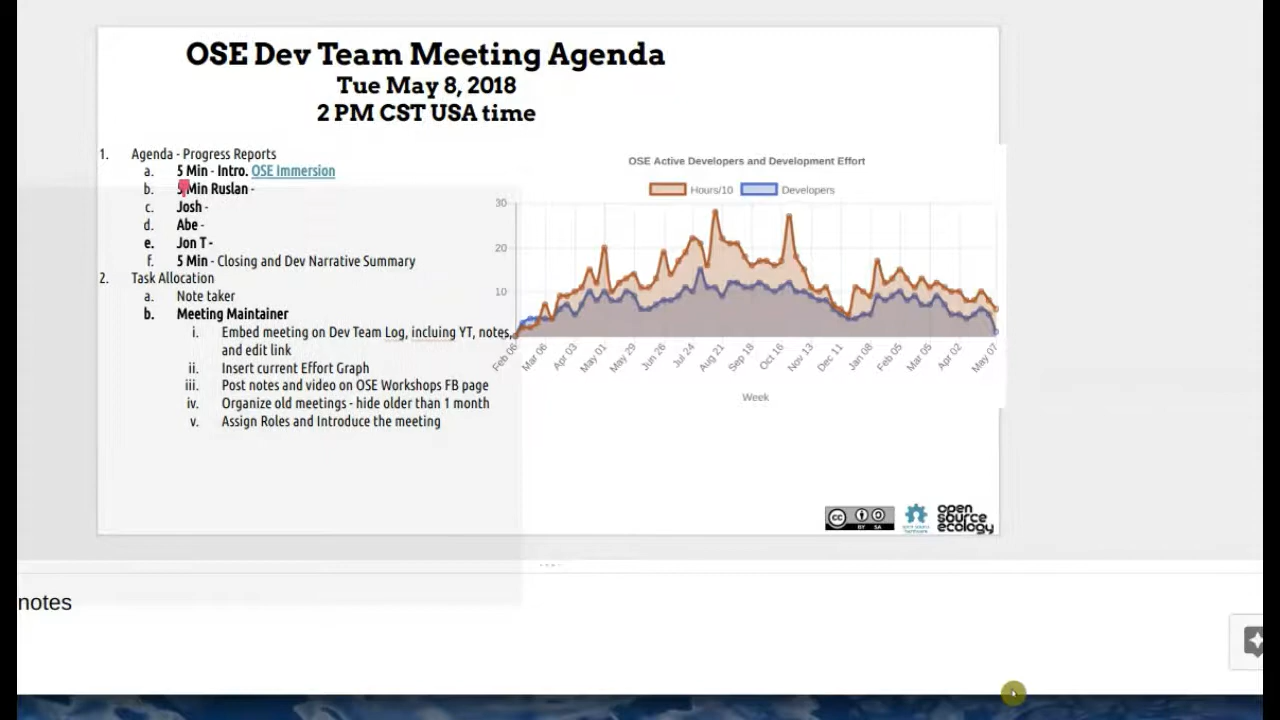 OSE Dev Team Meeting Agenda
Tue May 8, 2018
2 PM CST USA time
1. Agenda - Progress Reports
a. 5 Min - Intro. OSE Immersion
b. 5 Min Ruslan -
c. Josh -
d. Abe -
e. Jon T -
f. 5 Min - Closing and Dev Narrative Summary
2. Task Allocation
a. Note taker
b. Meeting Maintainer
i. Embed meeting on Dev Team Log, incluing YT, notes,
and edit link
ii. Insert current Effort Graph
iii. Post notes and video on OSE Workshops FB page
iv. Organize old meetings - hide older than 1 month
v. Assign Roles and Introduce the meeting
OSE Active Developers and Development Effort
Hours/10 Developers
30
20
10
Feb 06 Mar 06 Apr 03 May 01 May 29 Jun 26 Jul 24 Aug 21 Sep 18 Oct 16 Nov 13 Dec 11 Jan 08 Feb 05 Mar 05 Apr 02 May 07
Week
cc BY SA
open
source
ecology
notes